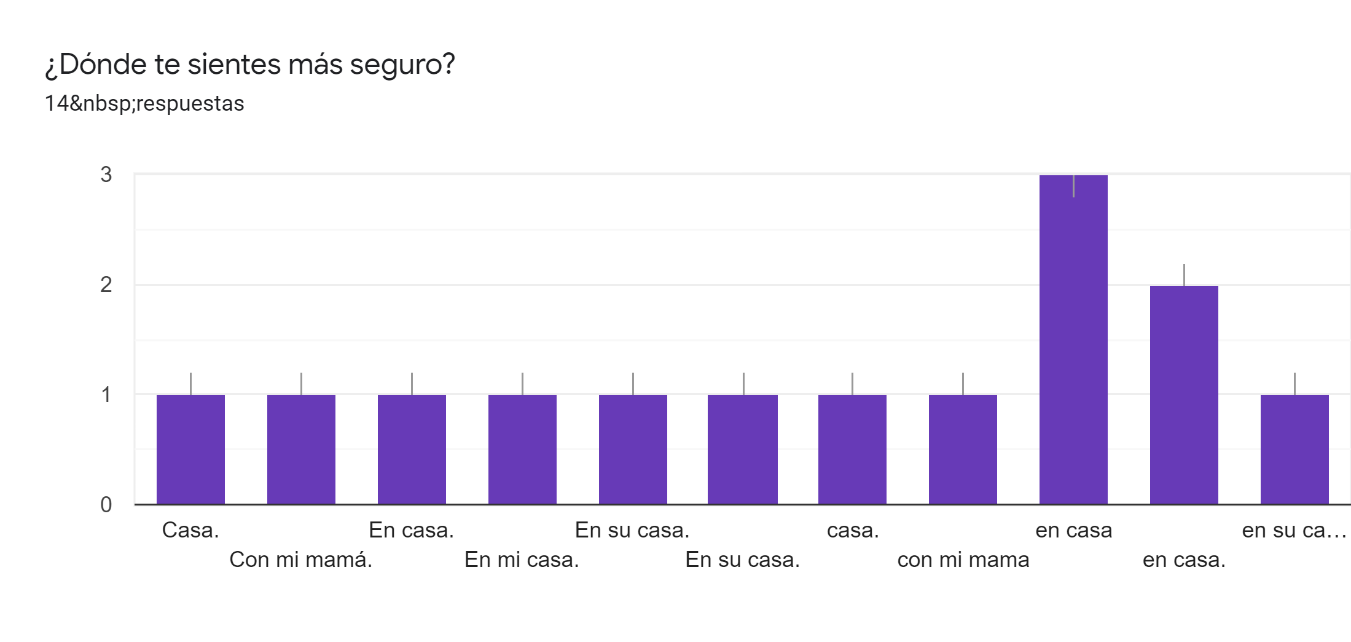 ¿Dónde te sientes más seguro?
14&nbsp;respuestas
3
2
1
0
Casa.
Con mi mamá.
En casa.
En mi casa.
En su casa.
En su casa.
casa.
con mi mama
en casa
en casa.
en su ca…